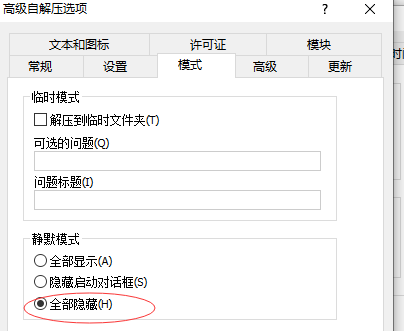 高级自解压选项
?
文本和图标 许可证 模块
常规 设置 模式 高级 更新
临时模式
解压到临时文件夹(T)
可选的问题(Q)
问题标题(I)
静默模式
全部显示(A)
隐藏启动对话框(S)
全部隐藏(H)